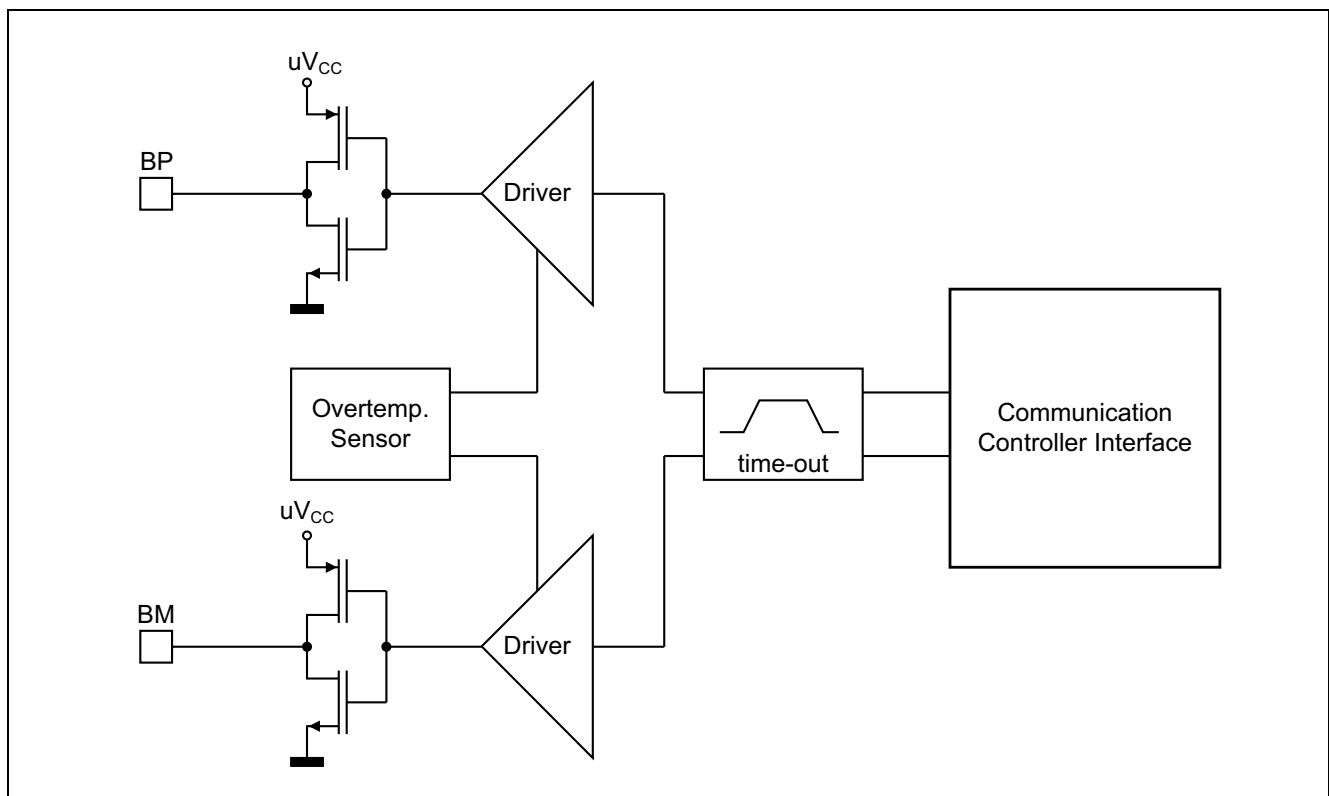 uVCC
BP
Driver
Overtemp.
Sensor
time-out
Communication
Controller Interface
uVCC
BM
Driver